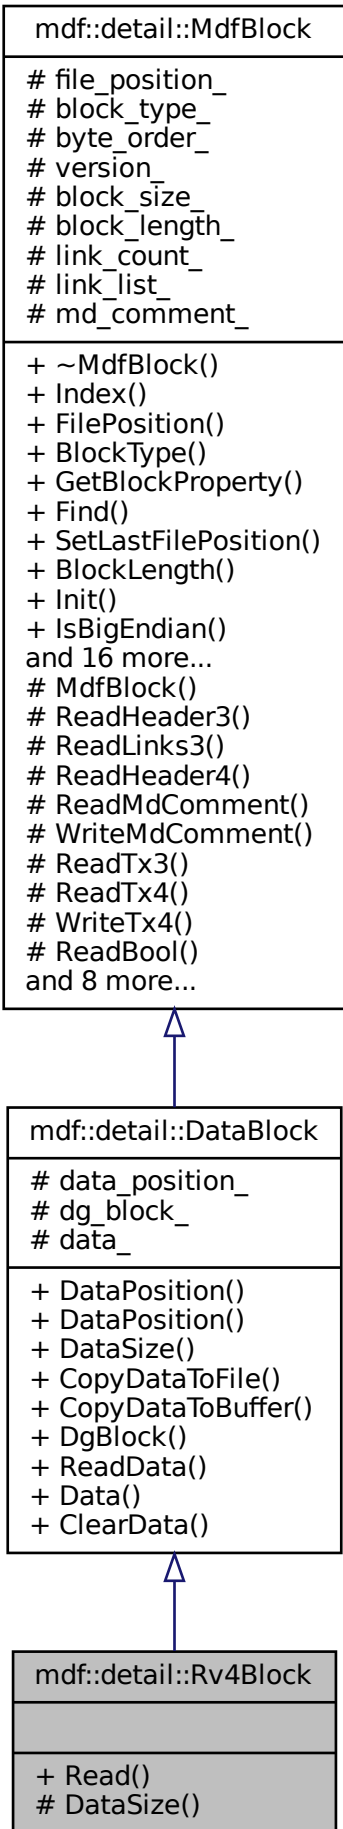 mdf::detail::MdfBlock
# file_position_
# block_type_
# byte_order_
# version_
# block_size_
# block_length_
# link_count_
# link_list_
# md_comment_
+ ~MdfBlock()
+ Index()
+ FilePosition()
+ BlockType()
+ GetBlockProperty()
+ Find()
+ SetLastFilePosition()
+ BlockLength()
+ Init()
+ IsBigEndian()
and 16 more...
# MdfBlock()
# ReadHeader3()
# ReadLinks3()
# ReadHeader4()
# ReadMdComment()
# WriteMdComment()
# ReadTx3()
# ReadTx4()
# WriteTx4()
# ReadBool()
and 8 more...
mdf::detail::DataBlock
# data_position_
# dg_block_
# data_
+ DataPosition()
+ DataPosition()
+ DataSize()
+ CopyDataToFile()
+ CopyDataToBuffer()
+ DgBlock()
+ ReadData()
+ Data()
+ ClearData()
mdf::detail::Rv4Block
+ Read()
# DataSize()